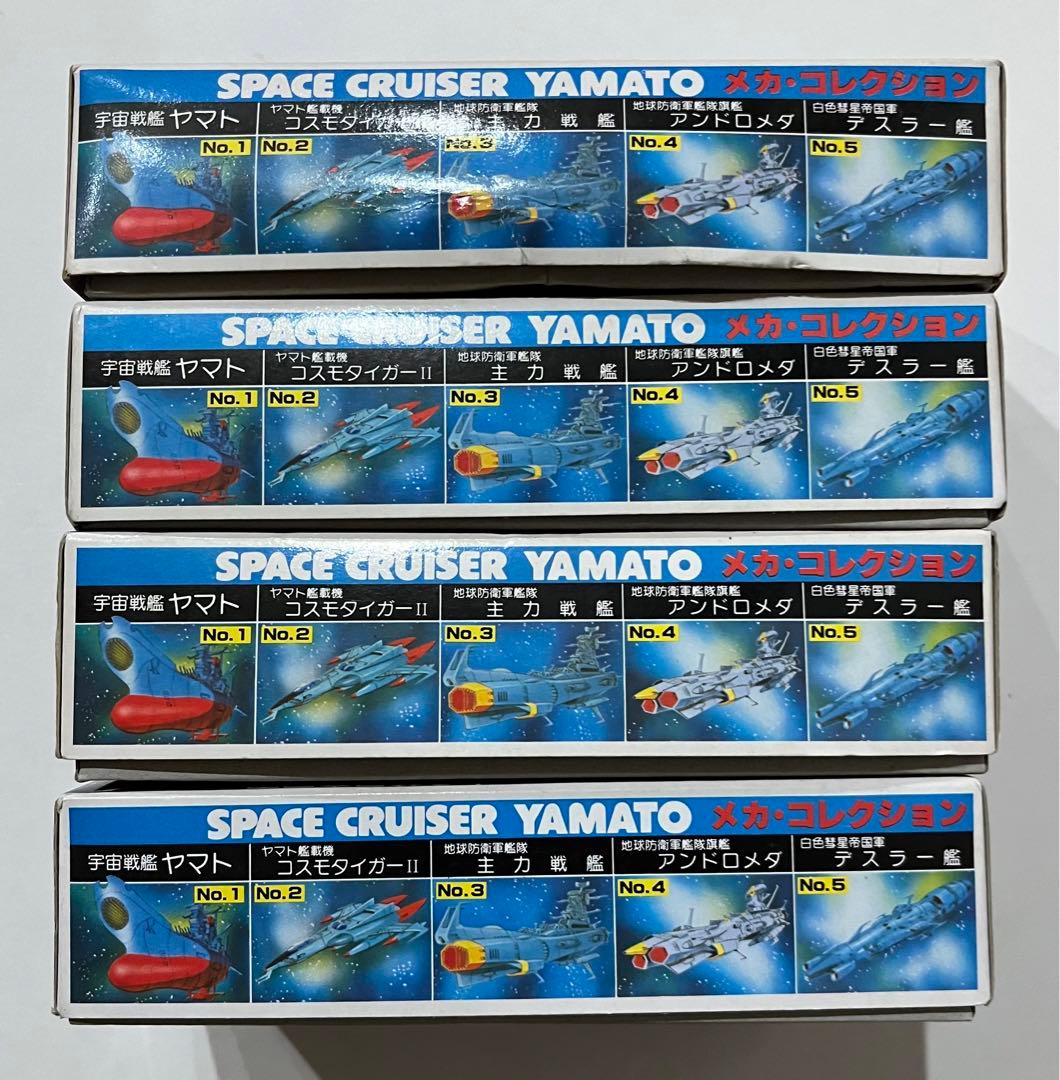 SPACE CRUISER YAMATO メカ・コレクション
宇宙戦艦 ヤマト
ヤマト艦載機
コスモタイガーII
地球防衛軍艦隊
主力戦艦
地球防衛軍艦隊旗艦
アンドロメダ
白色彗星帝国軍
デスラー艦
No.1
No.2
No.3
No.4
No.5
SPACE CRUISER YAMATO メカ・コレクション
宇宙戦艦 ヤマト
ヤマト艦載機
コスモタイガーII
地球防衛軍艦隊
主力戦艦
地球防衛軍艦隊旗艦
アンドロメダ
白色彗星帝国軍
デスラー艦
No.1
No.2
No.3
No.4
No.5
SPACE CRUISER YAMATO メカ・コレクション
宇宙戦艦 ヤマト
ヤマト艦載機
コスモタイガーII
地球防衛軍艦隊
主力戦艦
地球防衛軍艦隊旗艦
アンドロメダ
白色彗星帝国軍
デスラー艦
No.1
No.2
No.3
No.4
No.5
SPACE CRUISER YAMATO メカ・コレクション
宇宙戦艦 ヤマト
ヤマト艦載機
コスモタイガーII
地球防衛軍艦隊
主力戦艦
地球防衛軍艦隊旗艦
アンドロメダ
白色彗星帝国軍
デスラー艦
No.1
No.2
No.3
No.4
No.5